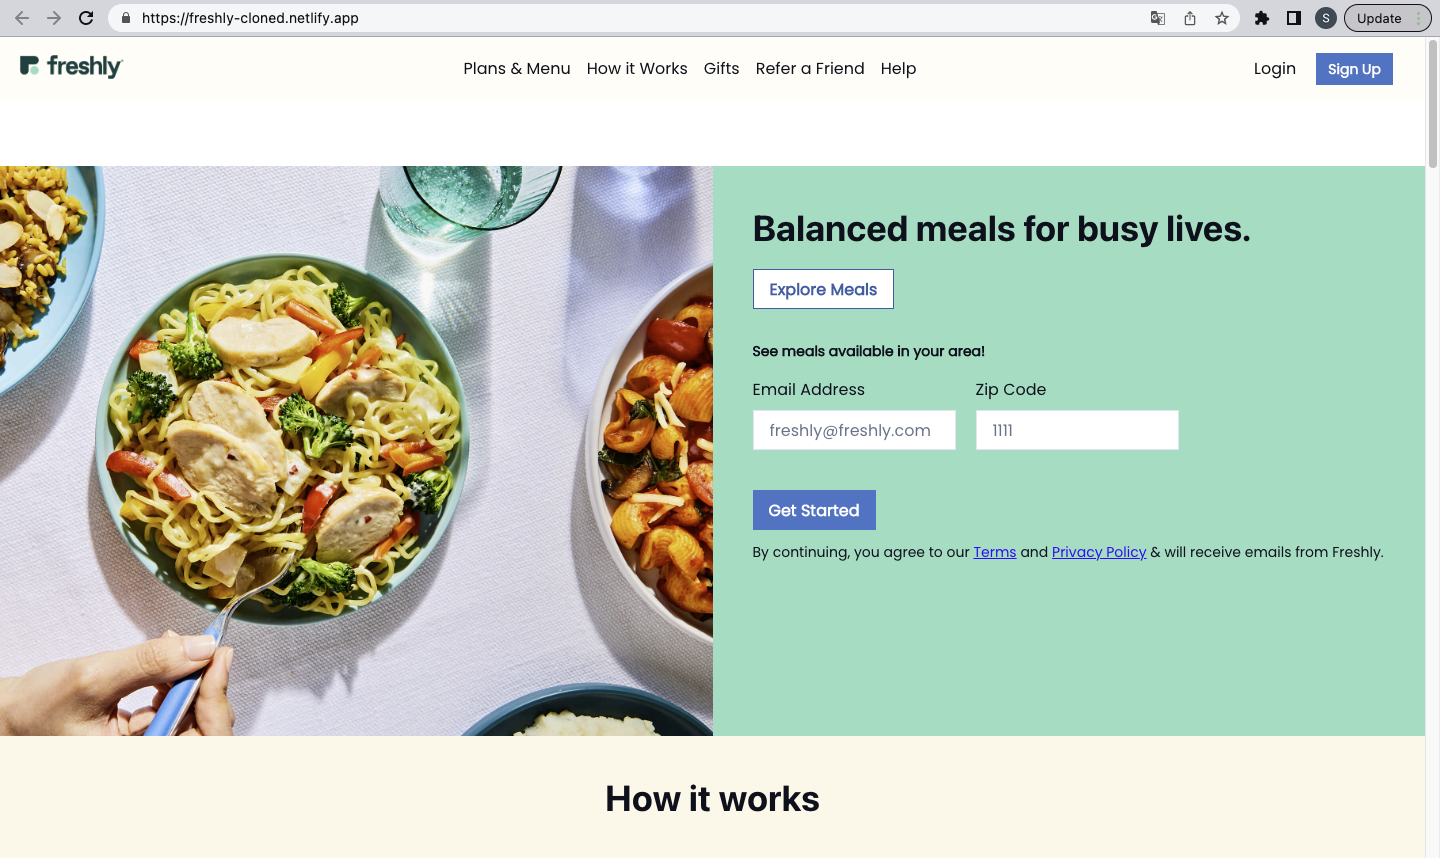 https://freshly-cloned.netlify.app
S
Update
freshly
Plans & Menu How it Works Gifts Refer a Friend Help
Login Sign Up
Balanced meals for busy lives.
Explore Meals
See meals available in your area!
Email Address Zip Code
freshly@freshly.com 1111
Get Started
By continuing, you agree to our Terms and Privacy Policy & will receive emails from Freshly.
How it works